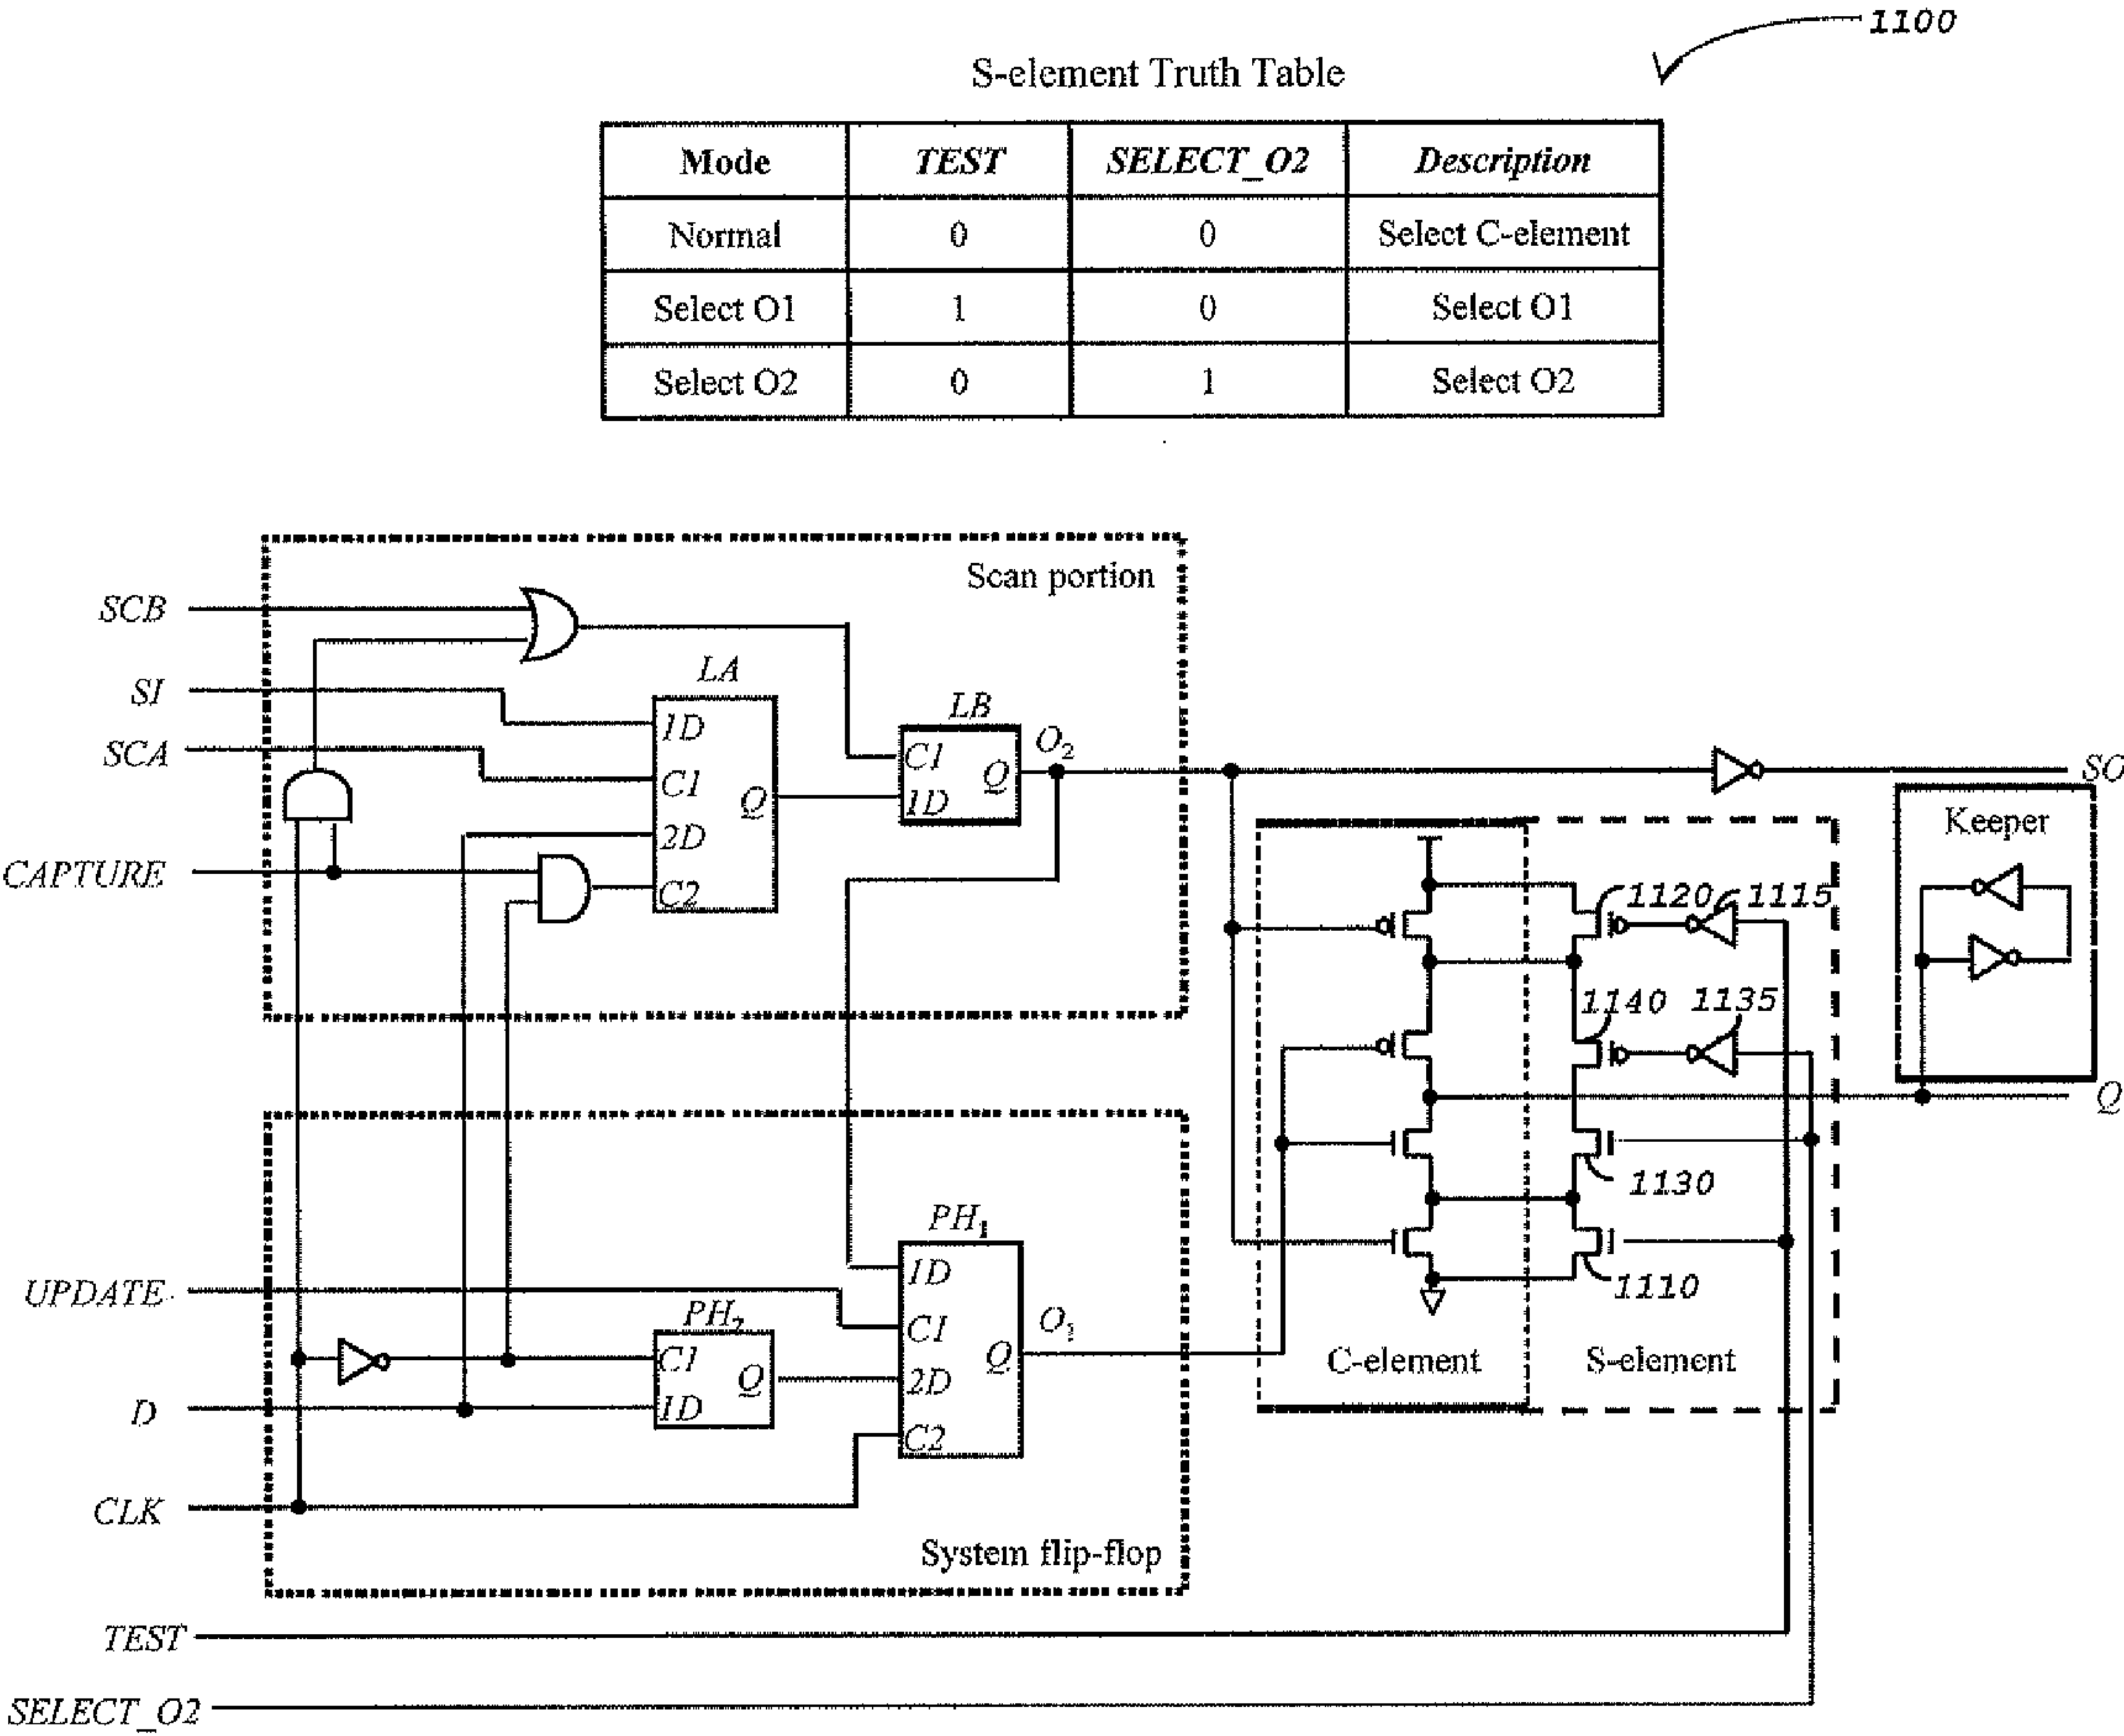 1100
S-element Truth Table
Mode TEST SELECT_O2 Description
Normal 0 0 Select C-element
Select O1 1 0 Select O1
Select O2 0 1 Select O2
Scan portion
SCB
LA
SI
1D
LB
SCA
C1
C1
O2
Q
Q
1D
SO
2D
Keeper
CAPTURE
C2
1120
1115
1140
1135
Q
1130
PH1
1D
UPDATE
PH2
C1
O1
1110
C1
Q
Q
2D
C-element
S-element
D
1D
C2
CLK
System flip-flop
TEST
SELECT_O2